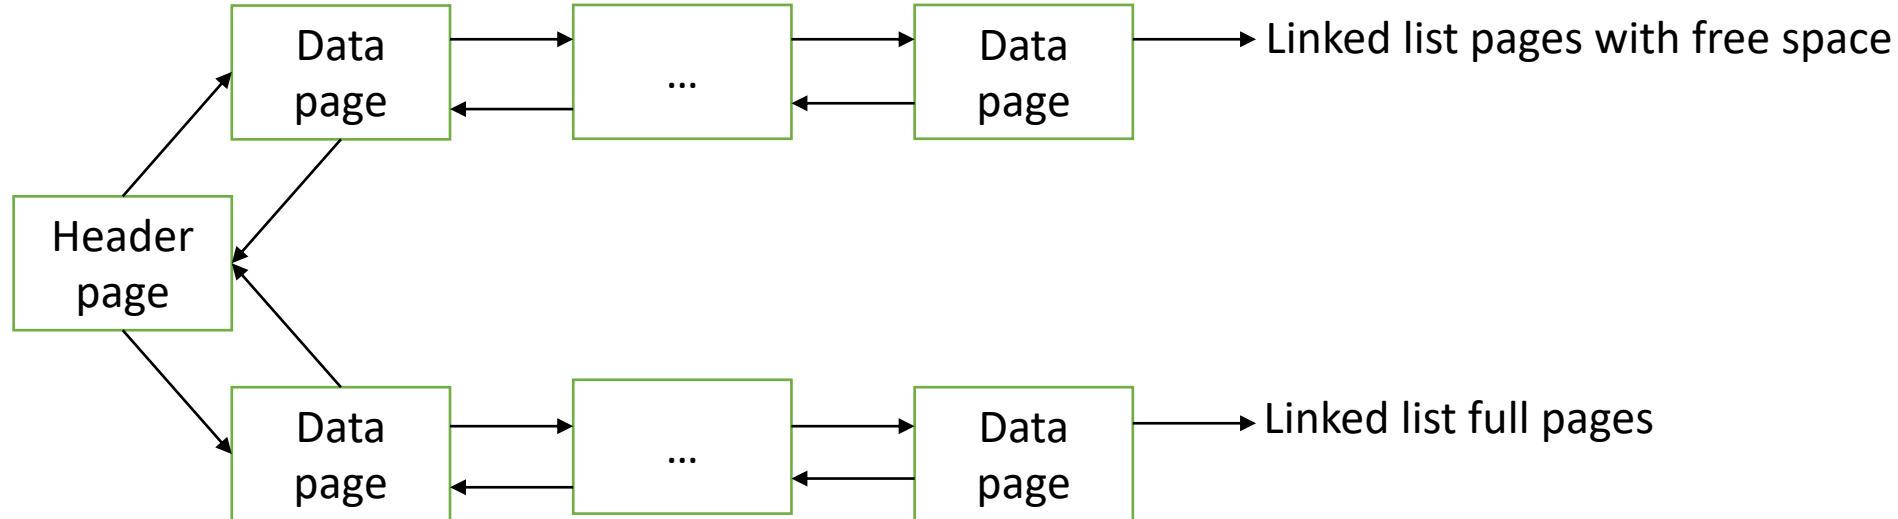 Data
page
...
Data
page
Linked list pages with free space
Header
page
Data
page
...
Data
page
Linked list full pages